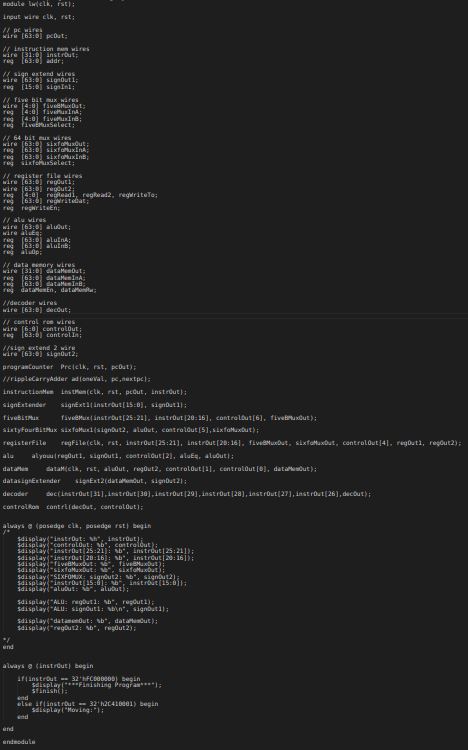 module lw(clk, rst);
input wire clk, rst;
// pc wires
wire [63:0] pcOut;
// instruction mem wires
wire [31:0] instrOut;
reg  [63:0] addr;
// sign extend wires
wire [63:0] signOut1;
reg  [15:0] signIn1;
// five bit mux wires
wire [4:0] fiveBMuxOut;
reg  [4:0] fiveMuxInA;
reg  [4:0] fiveMuxInB;
reg  fiveBMuxSelect;
// 64 bit mux wires
wire [63:0] sixfoMuxOut;
reg  [63:0] sixfoMuxInA;
reg  [63:0] sixfoMuxInB;
reg  sixfoMuxSelect;
// register file wires
wire [63:0] regOut1;
wire [63:0] regOut2;
reg  [4:0]  regRead1, regRead2, regWriteTo;
reg  [63:0] regWriteDat;
reg  regWriteEn;
// alu wires
wire [63:0] aluOut;
wire aluEq;
reg  [63:0] aluInA;
reg  [63:0] aluInB;
reg  aluOp;
// data memory wires
wire [31:0] dataMemOut;
reg  [63:0] dataMemInA;
reg  [63:0] dataMemInB;
reg  dataMemEn, dataMemRw;
//decoder wires
wire [63:0] decOut;
// control rom wires
wire [6:0] controlOut;
reg  [63:0] controlIn;
//sign extend 2 wire
wire [63:0] signOut2;
programCounter  Prc(clk, rst, pcOut);
//rippleCarryAdder ad(oneVal, pc,nextpc);
instructionMem  instMem(clk, rst, pcOut, instrOut);
signExtender    signExt1(instrOut[15:0], signOut1);
fiveBitMux      fiveBMux(instrOut[25:21], instrOut[20:16], controlOut[6], fiveBMuxOut);
sixtyFourBitMux sixfoMux1(signOut2, aluOut, controlOut[5],sixfoMuxOut);
registerFile    regFile(clk, rst, instrOut[25:21], instrOut[20:16], fiveBMuxOut, sixfoMuxOut, controlOut[4], regOut1, regOut2);
alu     alyou(regOut1, signOut1, controlOut[2], aluEq, aluOut);
dataMem     dataM(clk, rst, aluOut, regOut2, controlOut[1], controlOut[0], dataMemOut);
datasignExtender    signExt2(dataMemOut, signOut2);
decoder     dec(instrOut[31],instrOut[30],instrOut[29],instrOut[28],instrOut[27],instrOut[26],decOut);
controlRom  contrl(decOut, controlOut);
always @ (posedge clk, posedge rst) begin
/*
$display("instrOut: %h", instrOut);
$display("controlOut: %b", controlOut);
$display("instrOut[25:21]: %b", instrOut[25:21]);
$display("instrOut[20:16]: %b", instrOut[20:16]);
$display("fiveBMuxOut: %b", fiveBMuxOut);
$display("sixfoMuxOut: %b", sixfoMuxOut);
$display("SIXFOMUX: signOut2: %b", signOut2);
$display("instrOut[15:0]: %b", instrOut[15:0]);
$display("aluOut: %b", aluOut);
$display("ALU: regOut1: %b", regOut1);
$display("ALU: signOut1: %b\n", signOut1);
$display("datamemOut: %b", dataMemOut);
$display("regOut2: %b", regOut2);
*/
end
always @ (instrOut) begin
if(instrOut == 32'hFC000000) begin
$display("***Finishing Program***");
$finish();
end
else if(instrOut == 32'h2C410001) begin
$display("Moving:");
end
end
endmodule